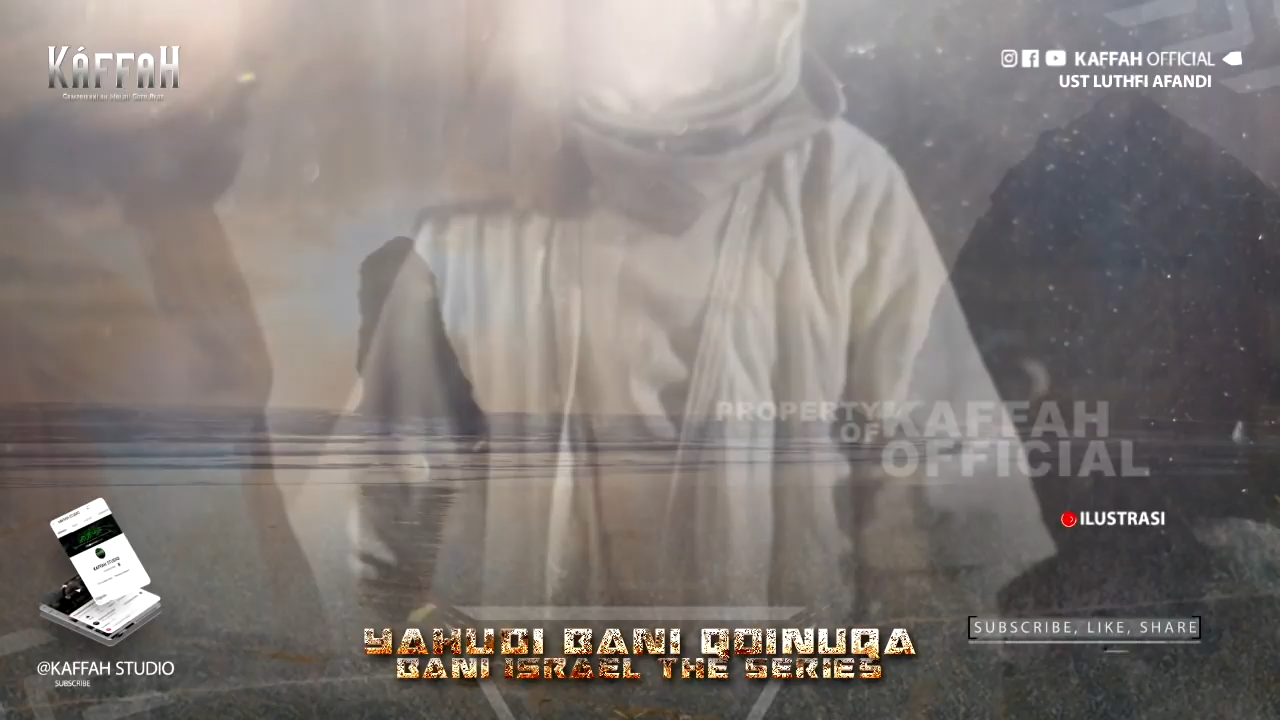 KÁFFAH
KAFFAH OFFICIAL
UST LUTHFI AFANDI
PROPERTY OF
KAFFAH
OFFICIAL
ILUSTRASI
SUBSCRIBE, LIKE, SHARE
YAHUDI BANI QOINUQA
BANI ISRAEL THE SERIES
@KAFFAH STUDIO
SUBSCRIBE